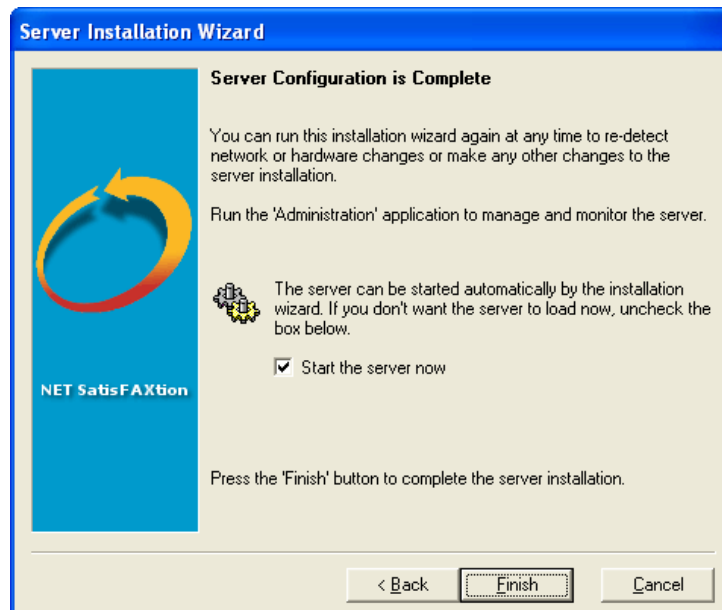 Server Installation Wizard
Server Configuration is Complete
You can run this installation wizard again at any time to re-detect
network or hardware changes or make any other changes to the
server installation.
Run the 'Administration' application to manage and monitor the server.
The server can be started automatically by the installation
wizard. If you don't want the server to load now, uncheck the
box below.
Start the server now
NET SatisFAXtion
Press the 'Finish' button to complete the server installation.
< Back
Finish
Cancel